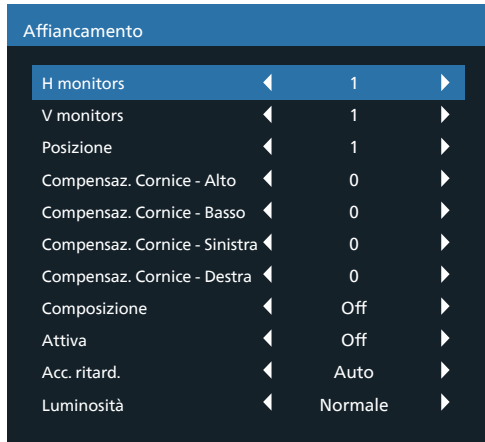 Affiancamento
H monitors 1
V monitors 1
Posizione 1
Compensaz. Cornice - Alto 0
Compensaz. Cornice - Basso 0
Compensaz. Cornice - Sinistra 0
Compensaz. Cornice - Destra 0
Composizione Off
Attiva Off
Acc. ritard. Auto
Luminosità Normale